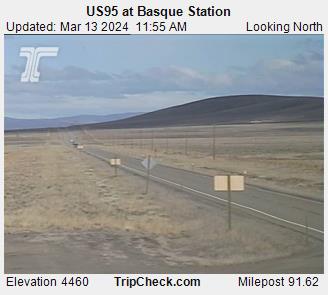 US95 at Basque Station
Updated: Mar 13 2024 11:55 AM Looking North
Elevation 4460 TripCheck.com Milepost 91.62